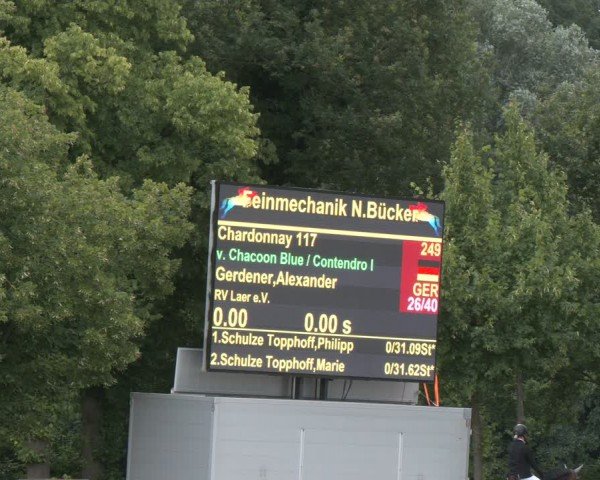 Feinmechanik N.Bücker
Chardonnay 117 249
v. Chacoon Blue / Contendro I
Gerdener,Alexander GER
RV Laer e.V. 26/40
0.00 0.00 s
1.Schulze Topphoff,Philipp 0/31.09St*
2.Schulze Topphoff,Marie 0/31.62St*